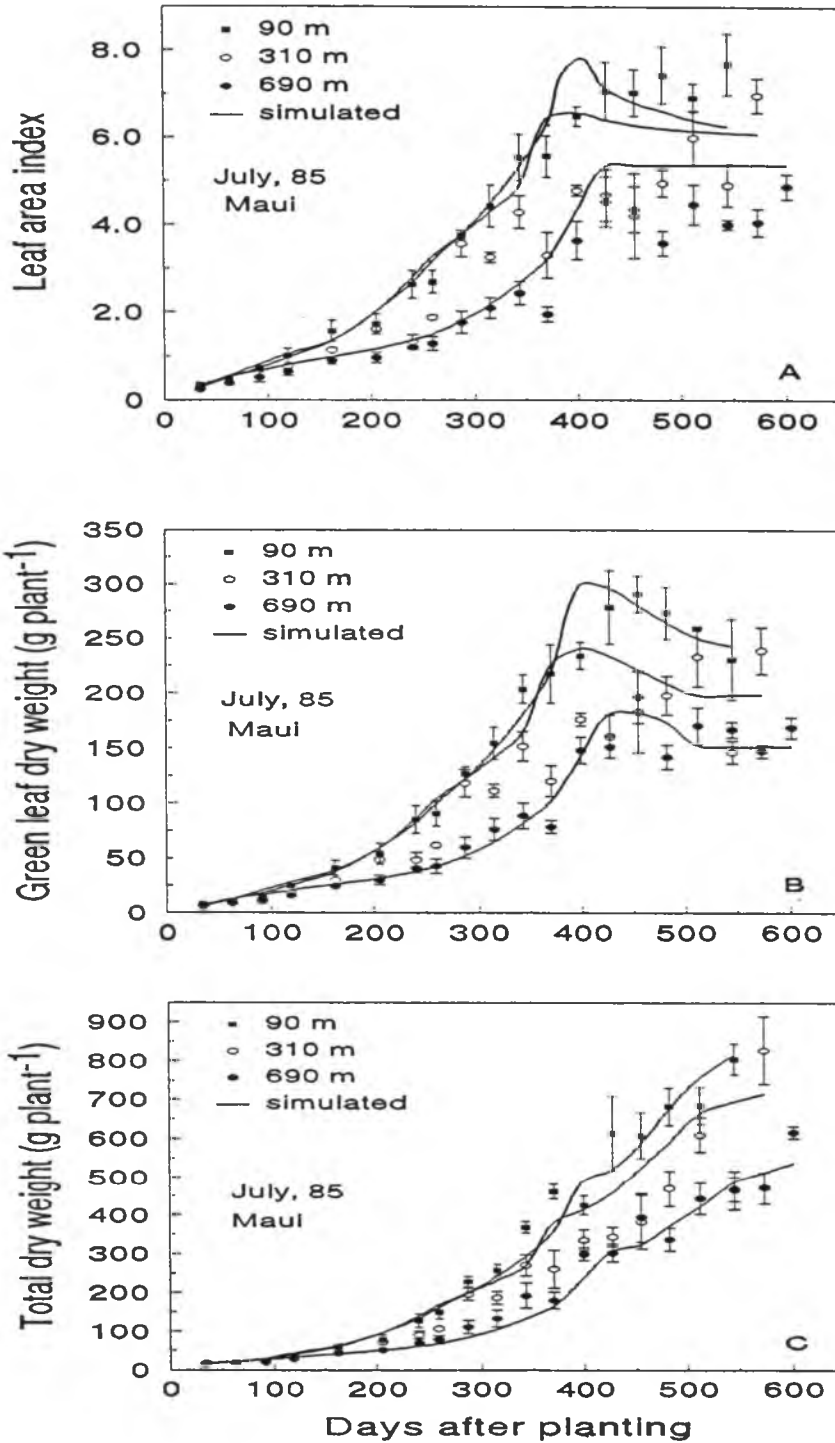 Leaf area index
8.0
6.0
4.0
2.0
0
90 m
310 m
690 m
simulated
July, 85
Maui
A
0 100 200 300 400 500 600
Green leaf dry weight (g plant-1)
350
300
250
200
150
100
50
0
90 m
310 m
690 m
simulated
July, 85
Maui
B
0 100 200 300 400 500 600
Total dry weight (g plant-1)
900
800
700
600
500
400
300
200
100
0
90 m
310 m
690 m
simulated
July, 85
Maui
C
0 100 200 300 400 500 600
Days after planting